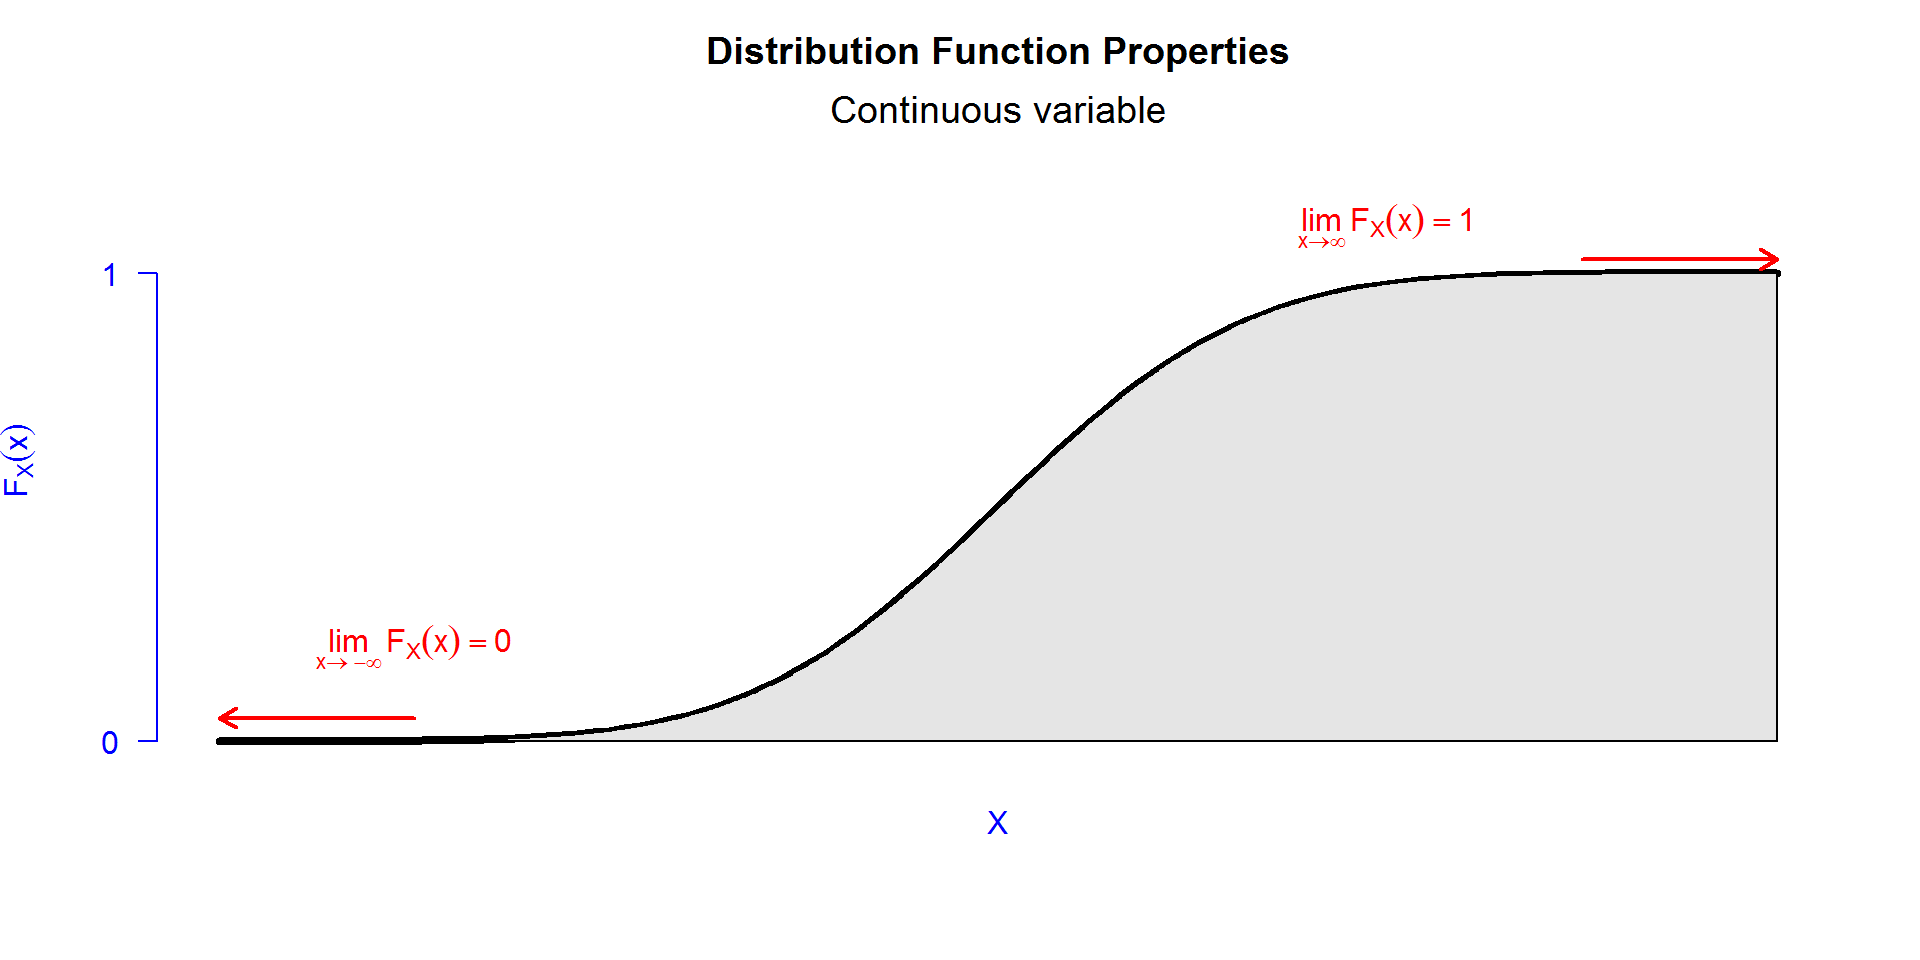 Distribution Function Properties
Continuous variable
lim F_X(x) = 1
x→∞
1
F_X(x)
lim F_X(x) = 0
x→ −∞
0
X